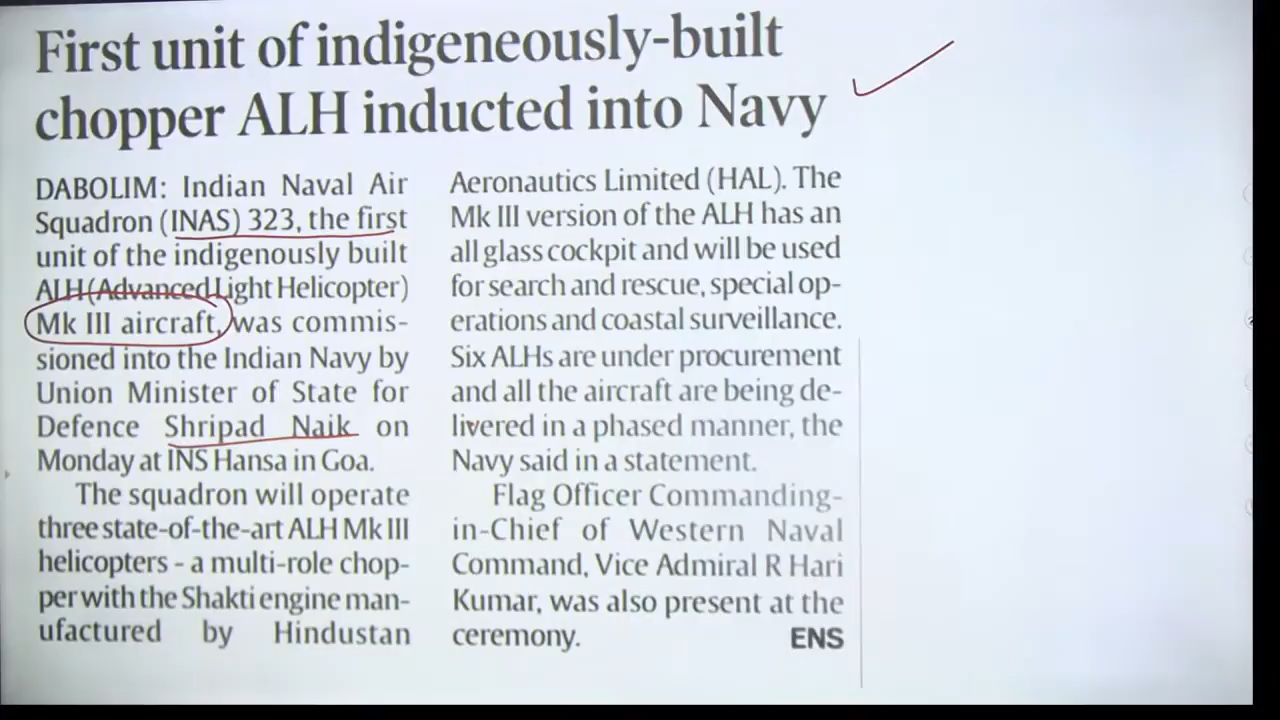 First unit of indigeneously-built
chopper ALH inducted into Navy
DABOLIM: Indian Naval Air
Squadron (INAS) 323, the first
unit of the indigenously built
ALH (Advanced Light Helicopter)
Mk III aircraft, was commis-
sioned into the Indian Navy by
Union Minister of State for
Defence Shripad Naik on
Monday at INS Hansa in Goa.
The squadron will operate
three state-of-the-art ALH Mk III
helicopters - a multi-role chop-
per with the Shakti engine man-
ufactured by Hindustan
Aeronautics Limited (HAL). The
Mk III version of the ALH has an
all glass cockpit and will be used
for search and rescue, special op-
erations and coastal surveillance.
Six ALHs are under procurement
and all the aircraft are being de-
livered in a phased manner, the
Navy said in a statement.
Flag Officer Commanding-
in-Chief of Western Naval
Command, Vice Admiral R Hari
Kumar, was also present at the
ceremony. ENS